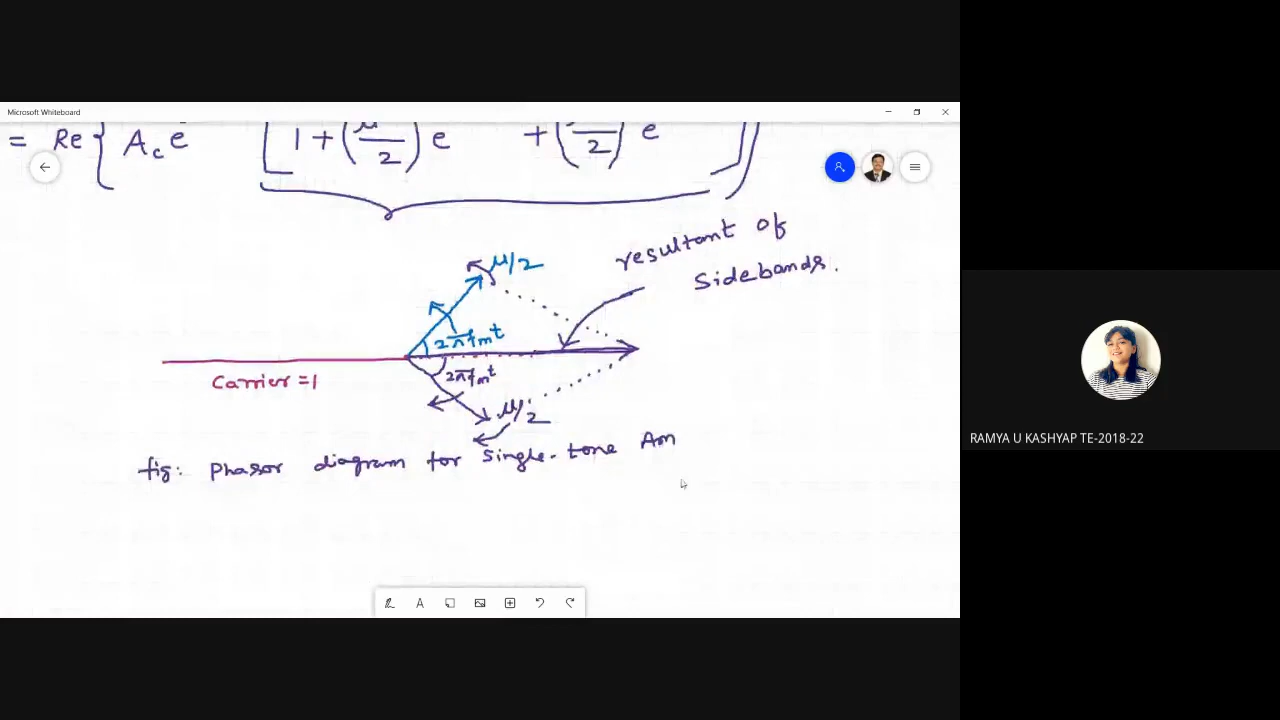 Microsoft Whiteboard
= Re { A_c e [ 1 + (μ/2) e + (μ/2) e ] }
resultant of
sidebands.
μ/2
2πf_m t
Carrier = 1
2πf_m t
μ/2
fig: Phasor diagram for Single-tone Am
RAMYA U KASHYAP TE-2018-22
A